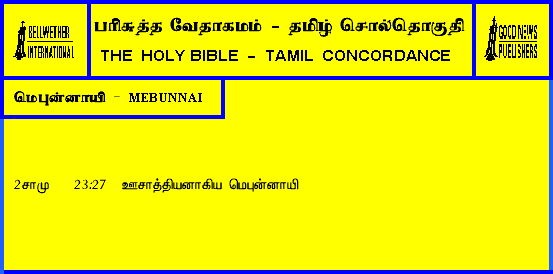 BELLWETHER
INTERNATIONAL
பரிசுத்த வேதாகமம் - தமிழ் சொல்தொகுதி
THE HOLY BIBLE - TAMIL CONCORDANCE
GOOD NEWS
PUBLISHERS
மெபுன்னாயி - MEBUNNAI
2சாமு 23:27 ஊசாத்தியனாகிய மெபுன்னாயி